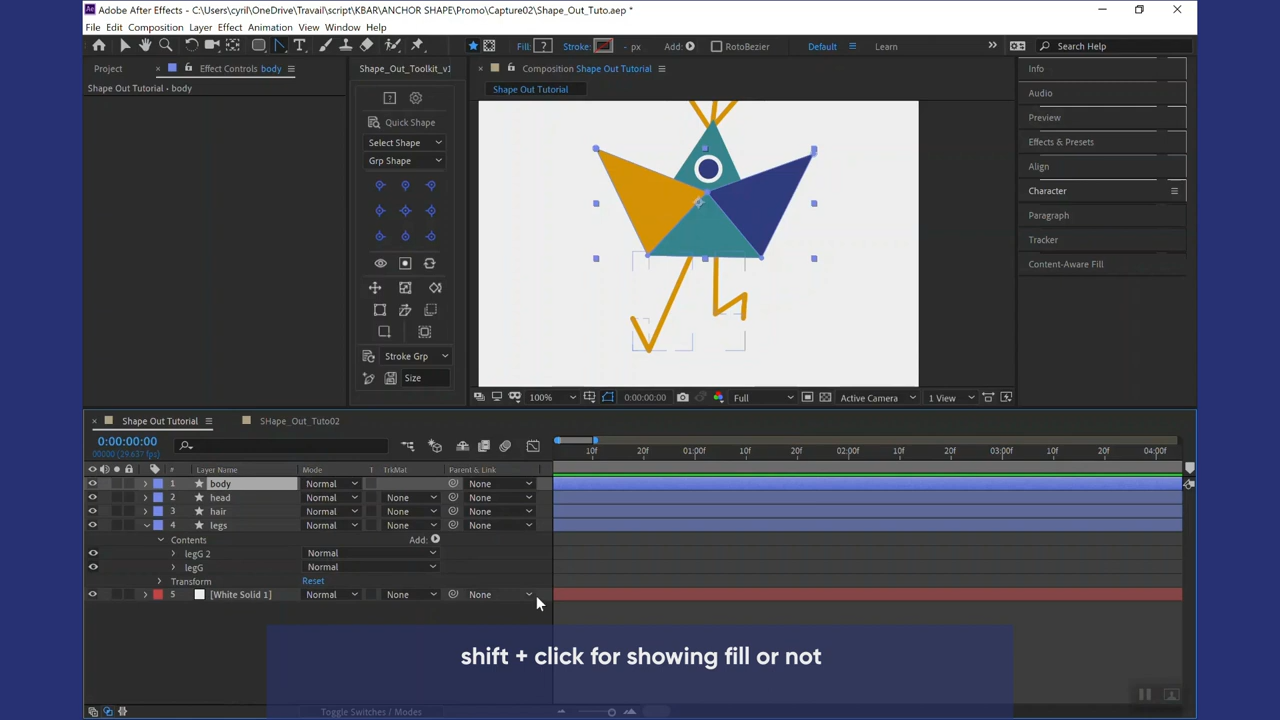 Adobe After Effects - C:\Users\cyril\OneDrive\Travail\script\KBAR\ANCHOR SHAPE\Promo\Capture02\Shape_Out_Tuto.aep *
File Edit Composition Layer Effect Animation View Window Help
Fill: ? Stroke: - px Add: RotoBezier Default Learn Search Help
Project Effect Controls body Shape_Out_Toolkit_v1 Composition Shape Out Tutorial Info
Shape Out Tutorial • body
Shape Out Tutorial
Audio
Preview
Effects & Presets
Align
Character
Paragraph
Tracker
Content-Aware Fill
?
Quick Shape
Select Shape
Grp Shape
Stroke Grp
Size
100% 0:00:00:00 Full Active Camera 1 View
Shape Out Tutorial SHape_Out_Tuto02
0:00:00:00
00000 (29.637 fps)
10f 20f 01:00f 10f 20f 02:00f 10f 20f 03:00f 10f 20f 04:00f
# Layer Name Mode T TrkMat Parent & Link
1 body Normal None
2 head Normal None None
3 hair Normal None None
4 legs Normal None None
Contents Add:
legG 2 Normal
legG Normal
Transform Reset
5 [White Solid 1] Normal None None
shift + click for showing fill or not
Toggle Switches / Modes